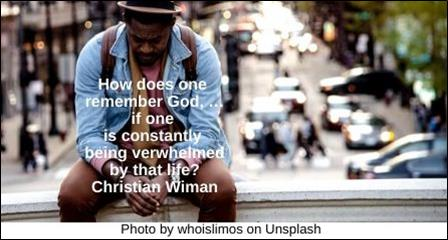 How does one
remember God, …
if one
is constantly
being verwhelmed
by that life?
Christian Wiman
Photo by whoislimos on Unsplash